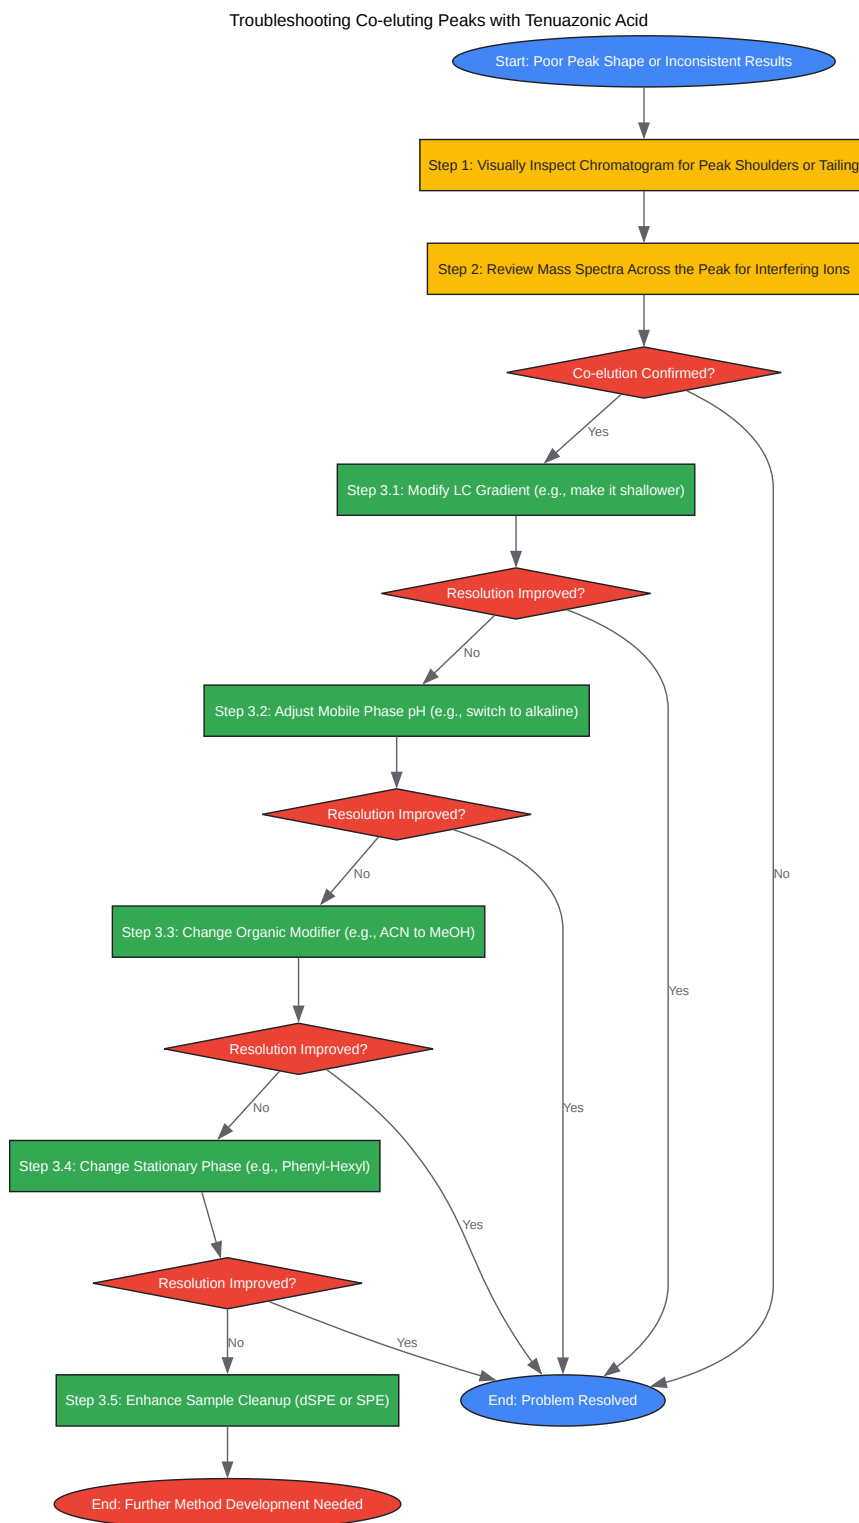 Troubleshooting Co-eluting Peaks with Tenuazonic Acid
Start: Poor Peak Shape or Inconsistent Results
Step 1: Visually Inspect Chromatogram for Peak Shoulders or Tailing
Step 2: Review Mass Spectra Across the Peak for Interfering Ions
Co-elution Confirmed?
Yes
Step 3.1: Modify LC Gradient (e.g., make it shallower)
Resolution Improved?
No
Step 3.2: Adjust Mobile Phase pH (e.g., switch to alkaline)
Resolution Improved?
No
No
Step 3.3: Change Organic Modifier (e.g., ACN to MeOH)
Yes
Resolution Improved?
No
Yes
Step 3.4: Change Stationary Phase (e.g., Phenyl-Hexyl)
Yes
Resolution Improved?
No
Yes
Step 3.5: Enhance Sample Cleanup (dSPE or SPE)
End: Problem Resolved
End: Further Method Development Needed